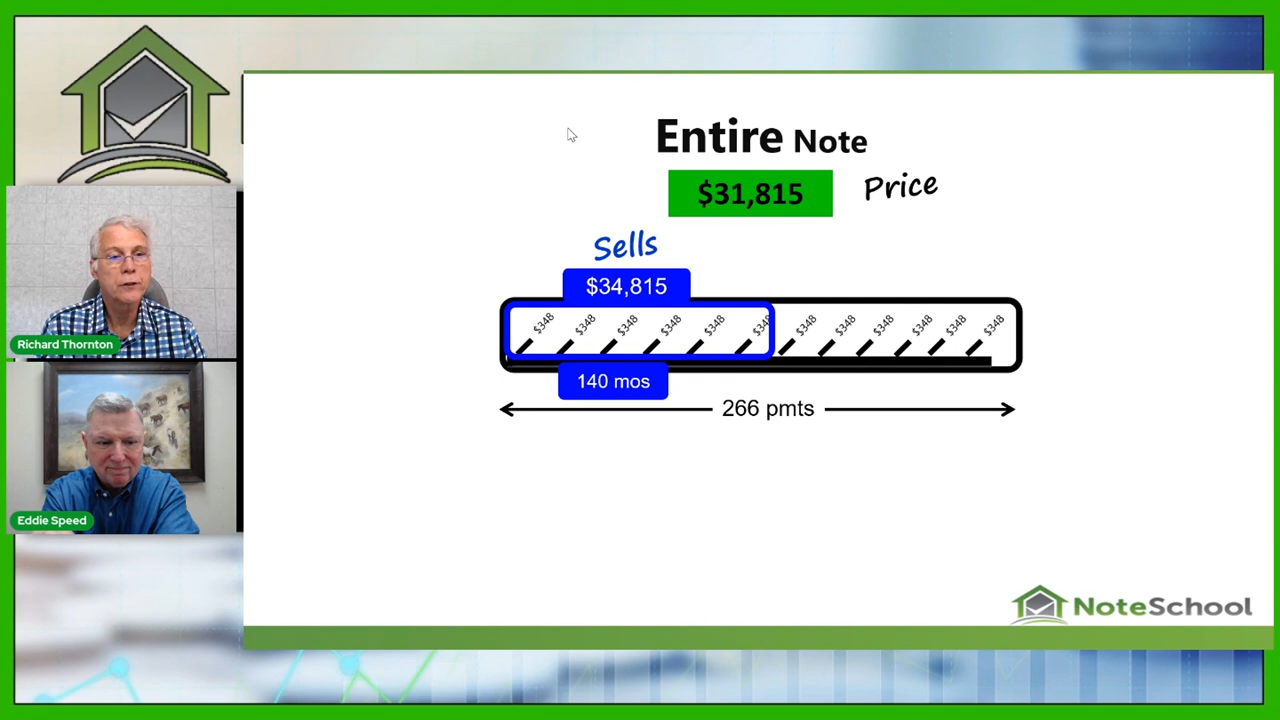 Entire Note
$31,815
Price
Sells
$34,815
$348 $348 $348 $348 $348 $348 $348 $348 $348 $348 $348 $348
140 mos
266 pmts
Richard Thornton
Eddie Speed
NoteSchool